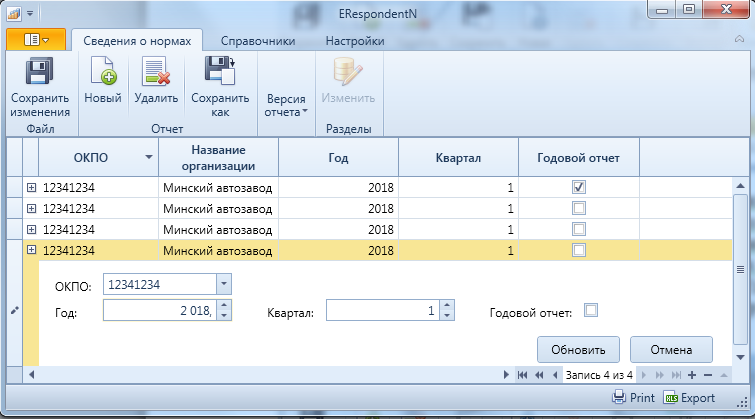 ERespondentN
Сведения о нормах Справочники Настройки
Сохранить изменения Новый Удалить Сохранить как Версия отчета Изменить
Файл Отчет Разделы
ОКПО Название организации Год Квартал Годовой отчет
12341234 Минский автозавод 2018 1
12341234 Минский автозавод 2018 1
12341234 Минский автозавод 2018 1
12341234 Минский автозавод 2018 1
ОКПО: 12341234
Год: 2 018, Квартал: 1 Годовой отчет:
Обновить Отмена
Запись 4 из 4
Print XLS Export